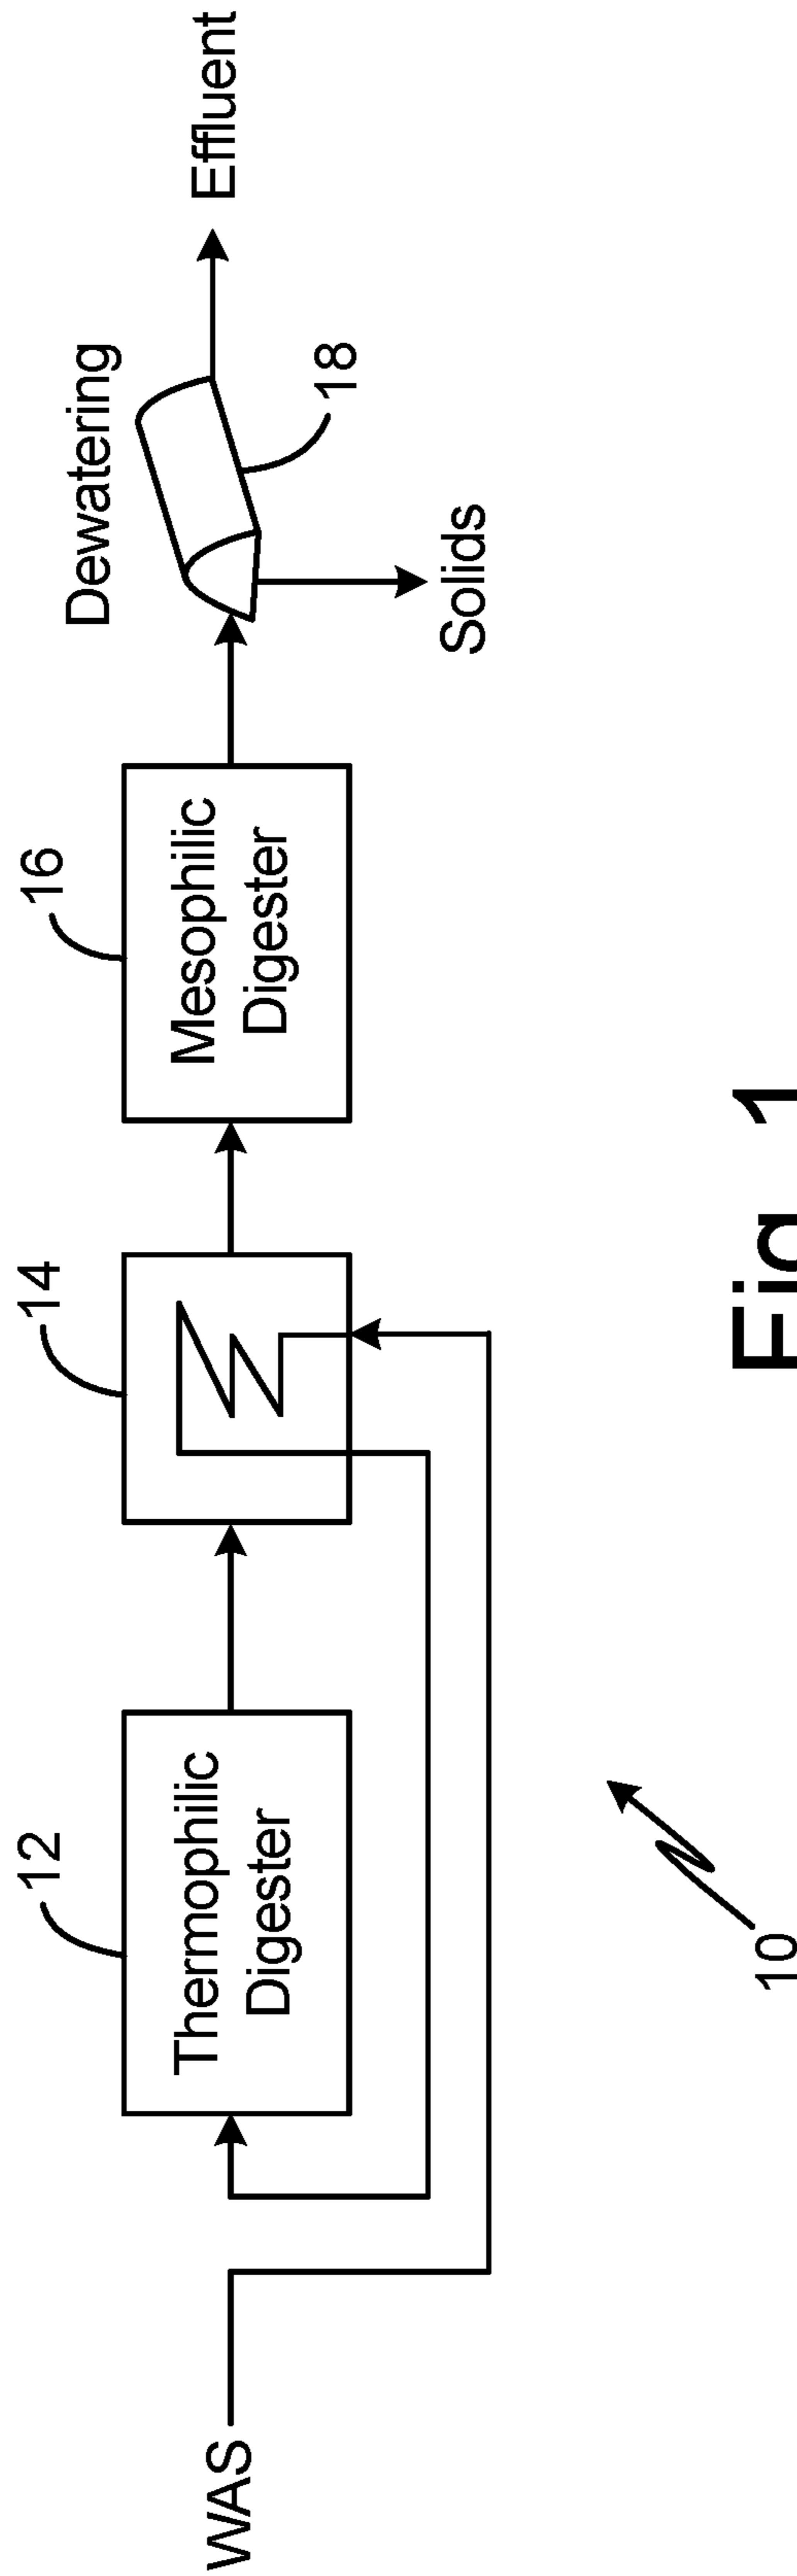 12
14
16
Dewatering
WAS
Thermophilic
Digester
Mesophilic
Digester
18
Effluent
Solids
10
Fig. 1